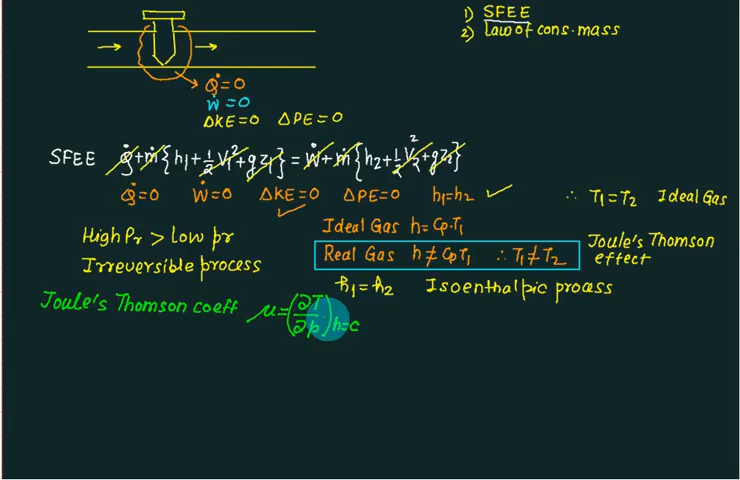 1) SFEE
2) law of cons. mass
Q̇=0
Ẇ=0
ΔKE=0 ΔPE=0
SFEE Q̇+ṁ{h₁+½V₁²+gz₁}=Ẇ+ṁ{h₂+½V₂²+gz₂}
Q̇=0 Ẇ=0 ΔKE=0 ΔPE=0 h₁=h₂ ✓ ∴ T₁=T₂ Ideal Gas
✓
Ideal Gas h=Cp.T₁
High Pr > Low pr
Real Gas h≠CpT₁ ∴ T₁≠T₂
Joule's Thomson
effect
Irreversible process
h₁=h₂ Isoenthalpic process
Joule's Thomson coeff μ=(∂T/∂p)h=c